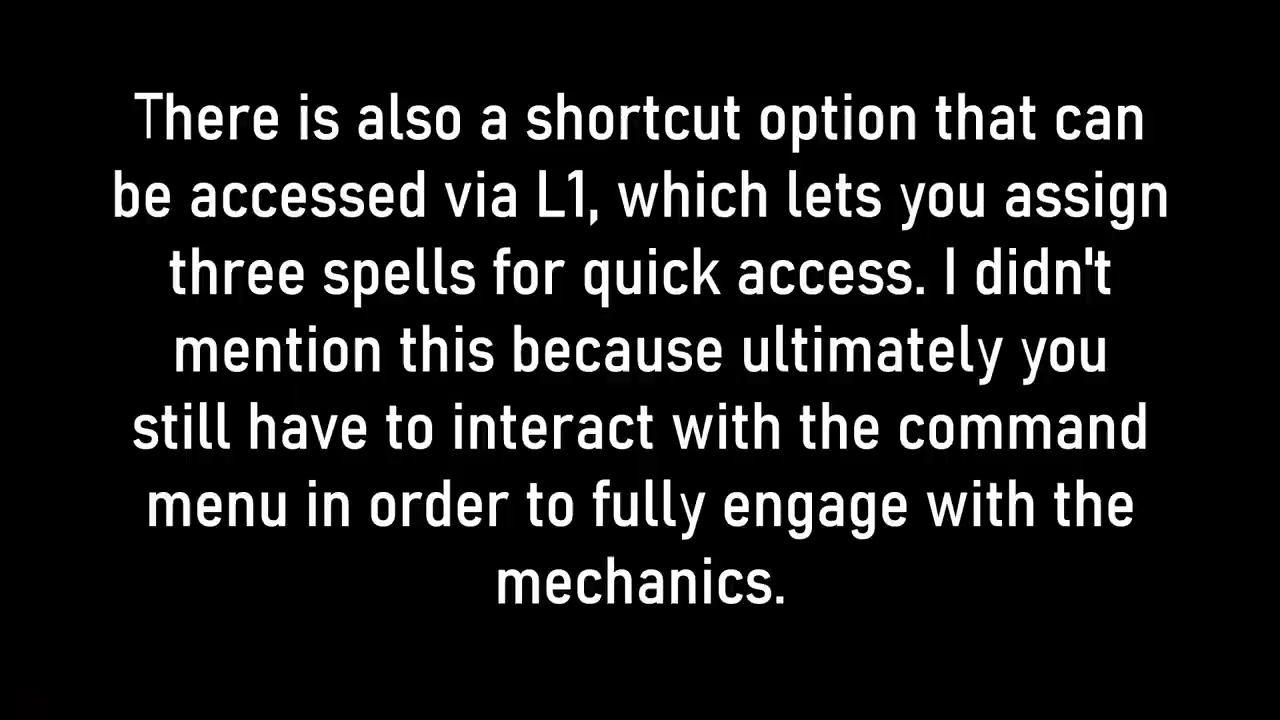 There is also a shortcut option that can
be accessed via L1, which lets you assign
three spells for quick access. I didn't
mention this because ultimately you
still have to interact with the command
menu in order to fully engage with the
mechanics.